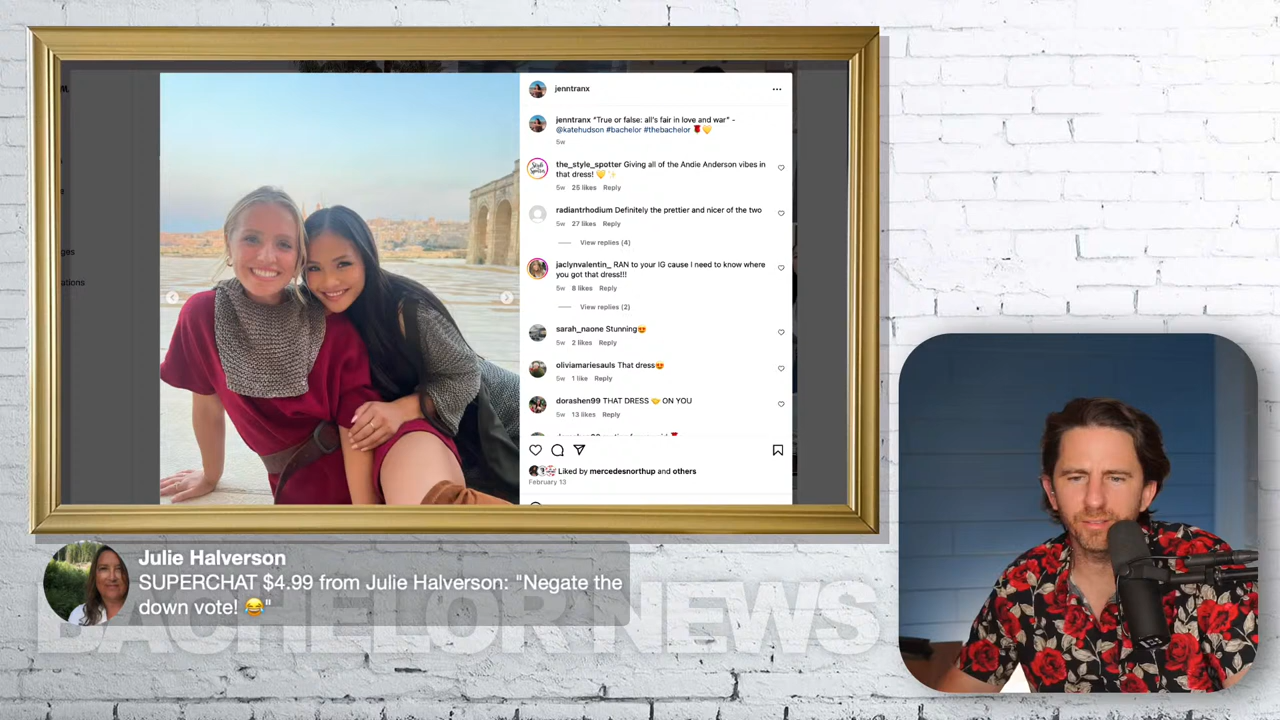 M.
ges
ations
jenntranx
jenntranx "True or false: all's fair in love and war" -
@katehudson #bachelor #thebachelor 🌹💛
5w
the_style_spotter Giving all of the Andie Anderson vibes in
that dress! 💛✨
5w 25 likes Reply
radiantrhodium Definitely the prettier and nicer of the two
5w 27 likes Reply
View replies (4)
jaclynvalentin_ RAN to your IG cause I need to know where
you got that dress!!!
5w 8 likes Reply
View replies (2)
sarah_naone Stunning😍
5w 2 likes Reply
oliviamariesauls That dress😍
5w 1 like Reply
dorashen99 THAT DRESS 🤝 ON YOU
5w 13 likes Reply
Liked by mercedesnorthup and others
February 13
Julie Halverson
SUPERCHAT $4.99 from Julie Halverson: "Negate the
down vote! 😂"
BACHELOR NEWS